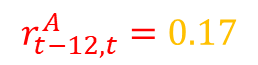 r^A_{t−12,t} = 0.17